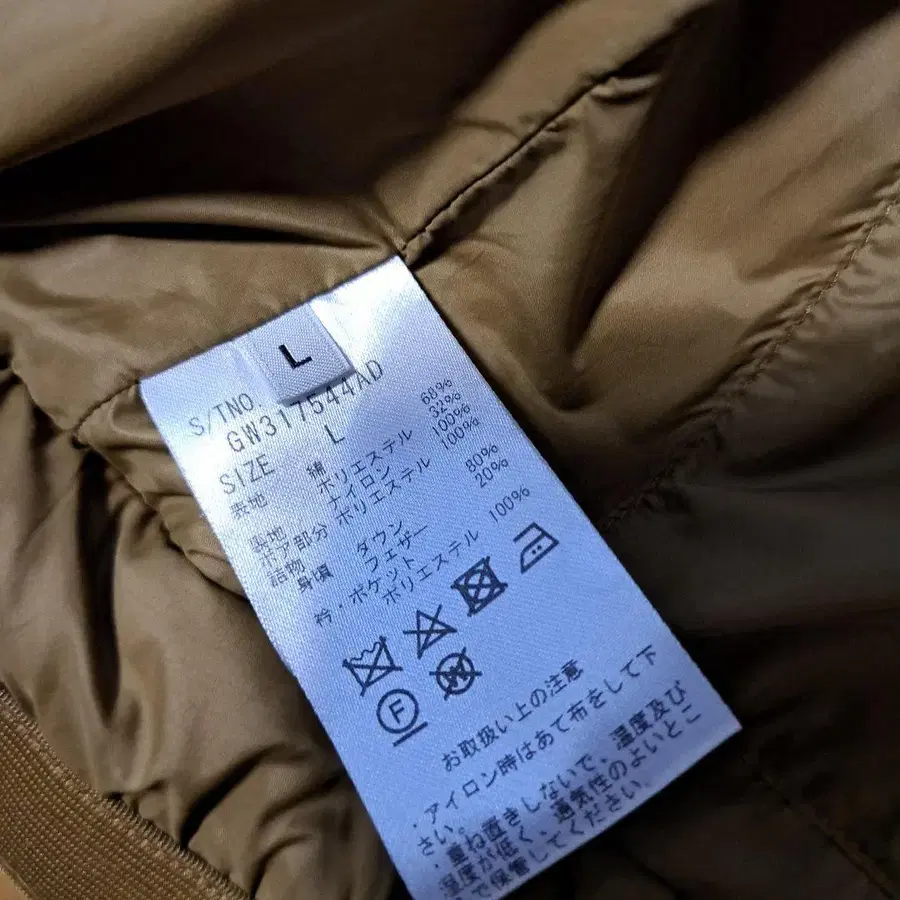 L
S/TNO
GW317544AD
SIZE L
表地 綿 68%
ポリエステル 32%
裏地 ナイロン 100%
リブ部分 ポリエステル 100%
詰物
身頃 ダウン 80%
フェザー 20%
衿・ポケット
ポリエステル 100%
F
W
お取扱い上の注意
・アイロン時はあて布をして下
さい。
・重ね置きしないで、温度及び
湿度が低く、通気性のよいとこ
ろで保管してください。